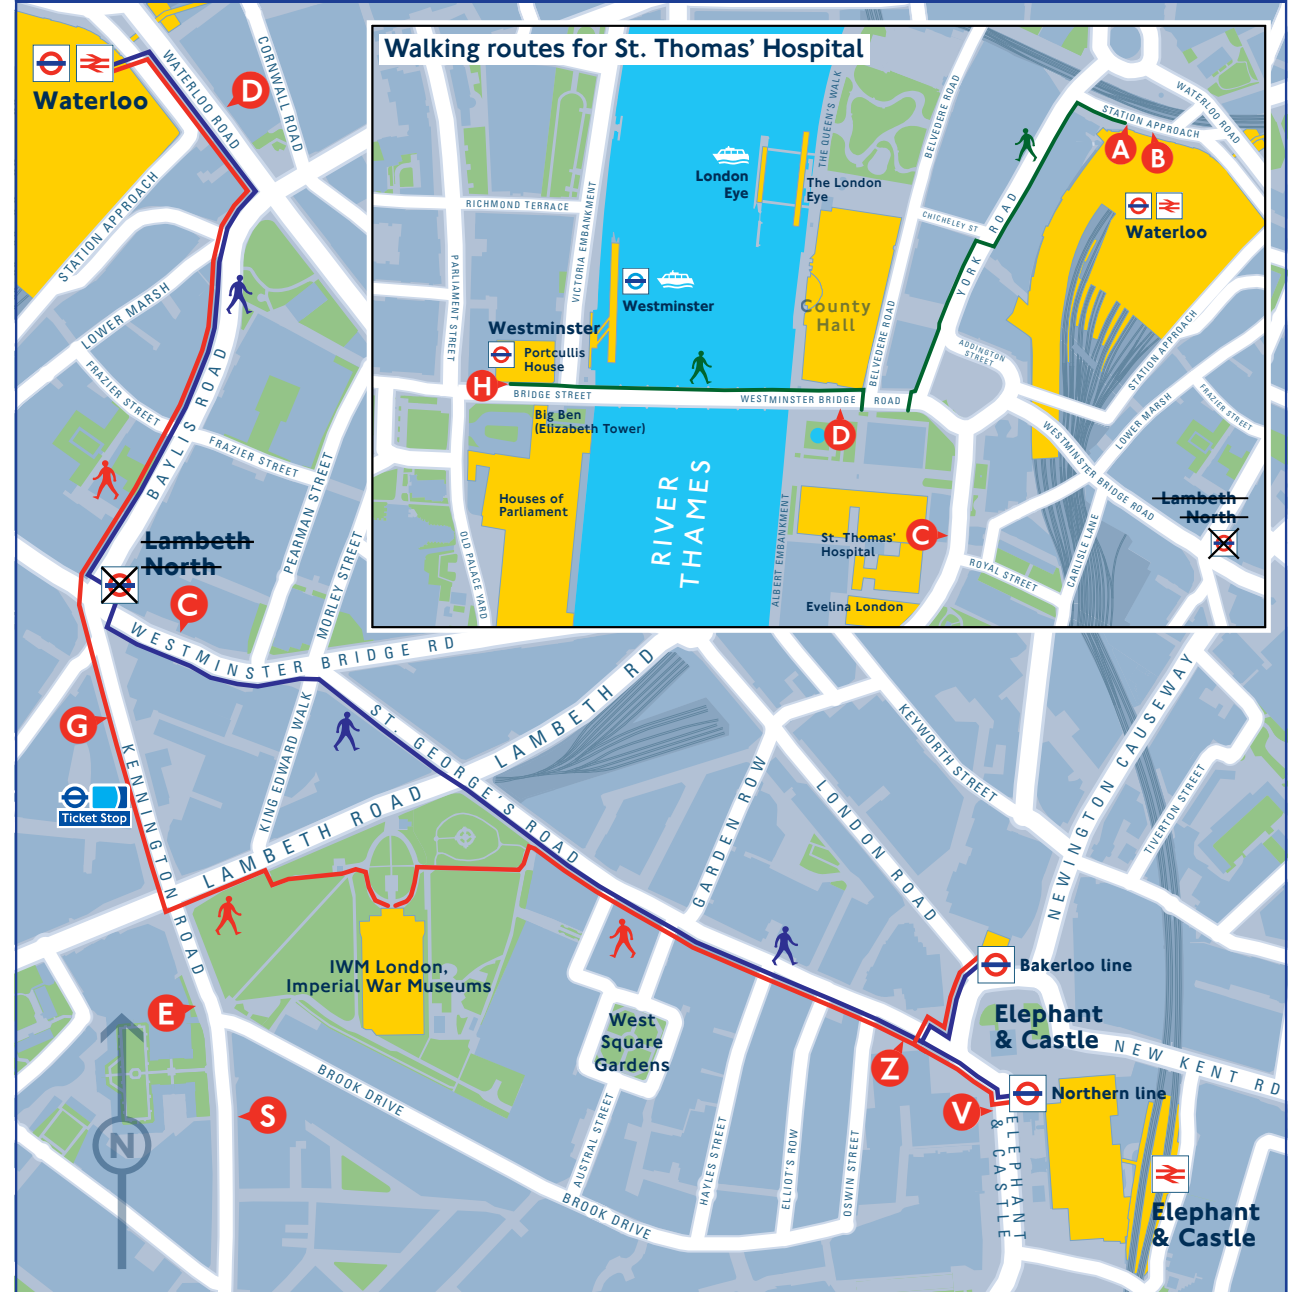 Walking routes for St. Thomas' Hospital
Waterloo
D
WATERLOO ROAD
CORNWALL ROAD
STATION APPROACH
LOWER MARSH
FRAZIER STREET
FRAZIER STREET
BAYLIS ROAD
PEARMAN STREET
MORLEY STREET
Lambeth
North
C
WESTMINSTER BRIDGE RD
G
KENNINGTON ROAD
Ticket Stop
KING EDWARD WALK
LAMBETH ROAD
LAMBETH RD
ST. GEORGE'S ROAD
IWM London,
Imperial War Museums
E
S
N
BROOK DRIVE
BROOK DRIVE
West
Square
Gardens
AUSTRAL STREET
HAYLES STREET
ELLIOT'S ROW
OSWIN STREET
GARDEN ROW
LONDON ROAD
KEYWORTH STREET
NEWINGTON CAUSEWAY
TIVERTON STREET
Bakerloo line
Elephant
& Castle
NEW KENT RD
Z
V
Northern line
ELEPHANT
& CASTLE
Elephant
& Castle
RICHMOND TERRACE
PARLIAMENT STREET
VICTORIA EMBANKMENT
Westminster
Portcullis
House
H
BRIDGE STREET
Big Ben
(Elizabeth Tower)
Houses of
Parliament
OLD PALACE YARD
London
Eye
The London
Eye
THE QUEEN'S WALK
Westminster
County
Hall
BELVEDERE ROAD
BELVEDERE ROAD
CHICHELEY ST
YORK ROAD
ADDINGTON
STREET
STATION APPROACH
WATERLOO ROAD
A
B
Waterloo
STATION APPROACH
LOWER MARSH
FRAZIER STREET
WESTMINSTER BRIDGE ROAD
WESTMINSTER BRIDGE ROAD
D
RIVER
THAMES
ALBERT EMBANKMENT
St. Thomas'
Hospital
C
Evelina London
ROYAL STREET
CARLISLE LANE
Lambeth
North